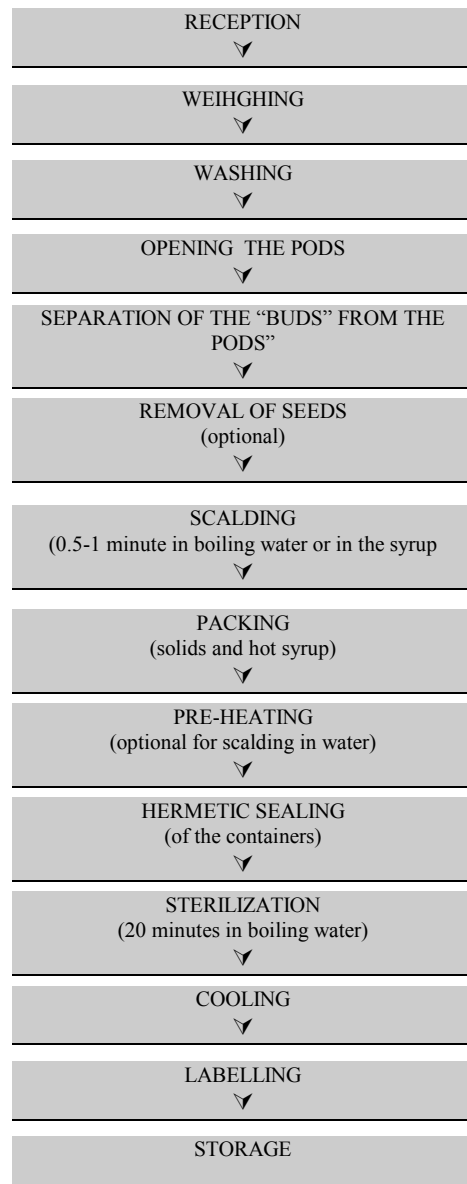 RECEPTION
WEIHGHING
WASHING
OPENING THE PODS
SEPARATION OF THE “BUDS” FROM THE
PODS”
REMOVAL OF SEEDS
(optional)
SCALDING
(0.5-1 minute in boiling water or in the syrup
PACKING
(solids and hot syrup)
PRE-HEATING
(optional for scalding in water)
HERMETIC SEALING
(of the containers)
STERILIZATION
(20 minutes in boiling water)
COOLING
LABELLING
STORAGE